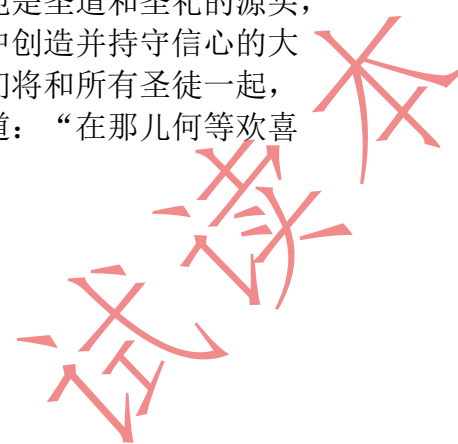 也是圣道和圣礼的源头，
中创造并持守信心的大
们将和所有圣徒一起，
道：“在那儿何等欢喜
试读本